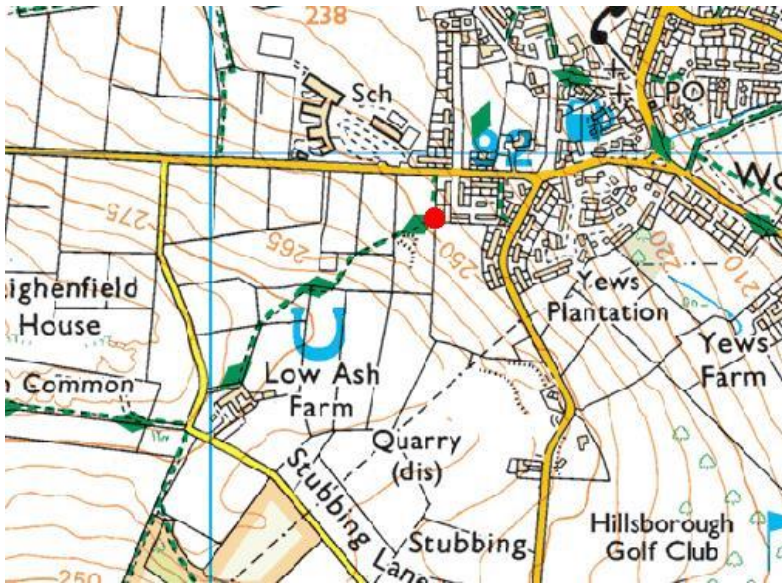 238
Sch
PO
Wo
275
265
250
220
210
ighenfield
House
Yews
Plantation
Yews
Farm
n Common
Low Ash
Farm
Quarry
(dis)
Stubbing Lane
Stubbing
Hillsborough
Golf Club
250